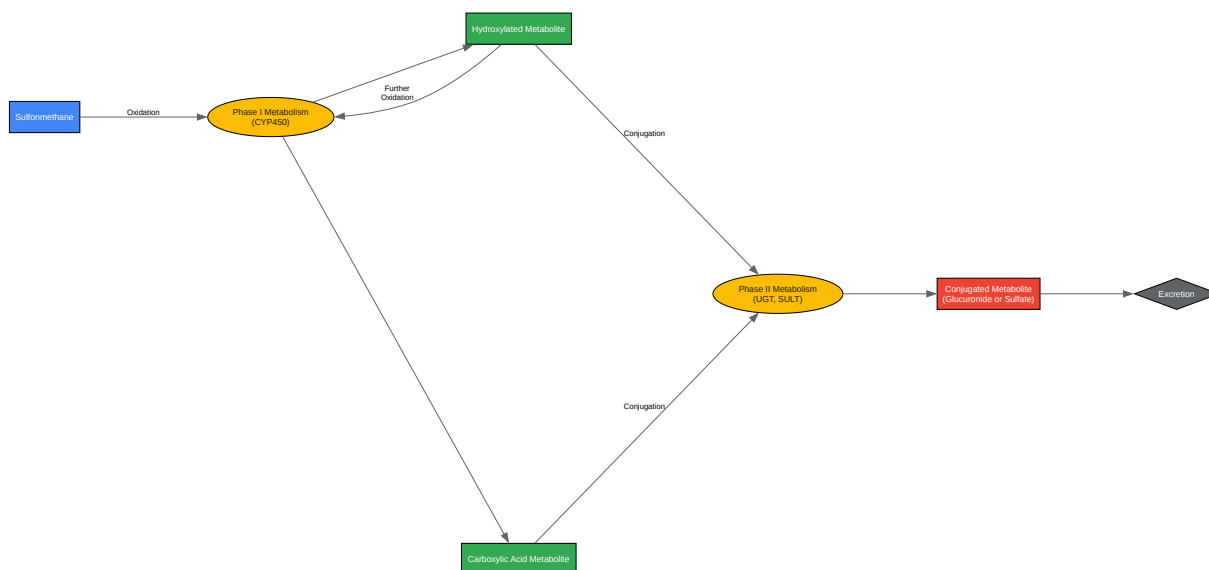 Hydroxylated Metabolite
Further
Oxidation
Sulfonmethane
Oxidation
Phase I Metabolism
(CYP450)
Conjugation
Phase II Metabolism
(UGT, SULT)
Conjugated Metabolite
(Glucuronide or Sulfate)
Excretion
Conjugation
Carboxylic Acid Metabolite